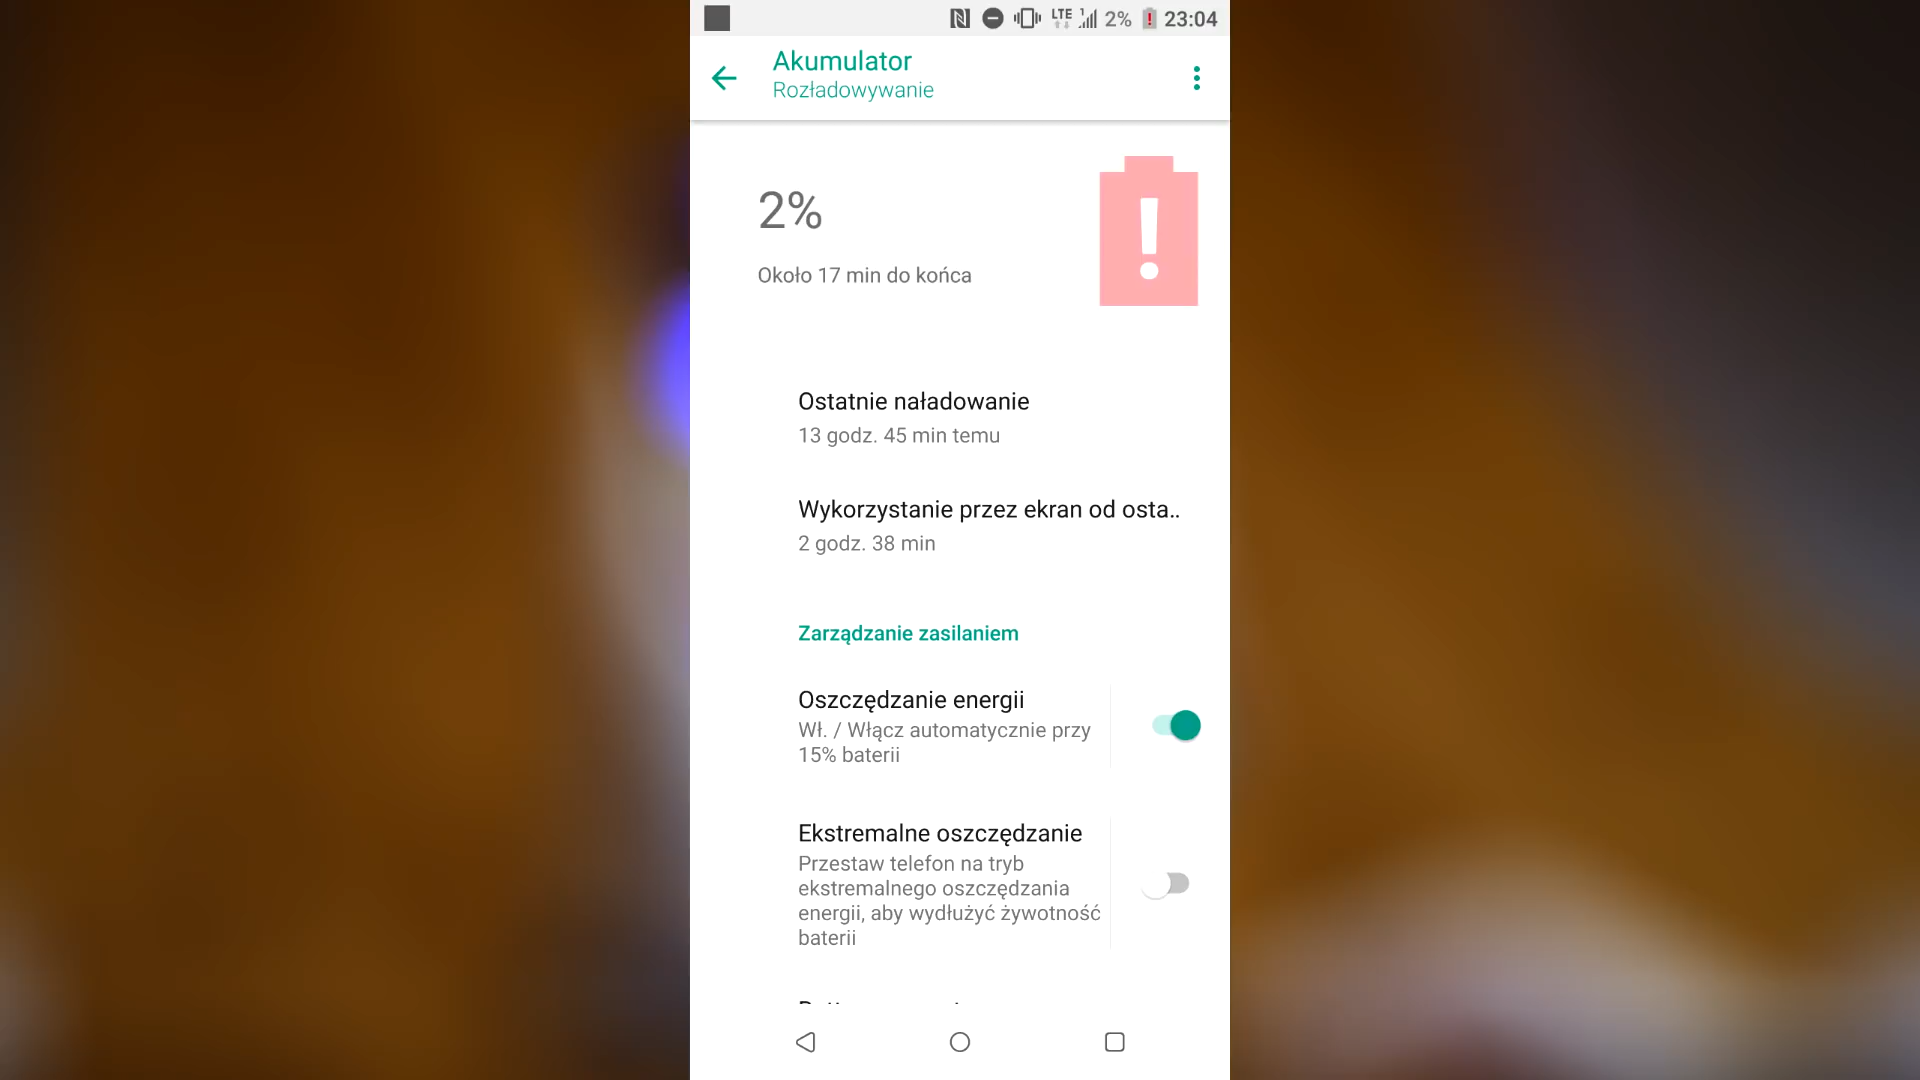 LTE 1 2% 23:04
Akumulator
Rozładowywanie
2%
Około 17 min do końca
Ostatnie naładowanie
13 godz. 45 min temu
Wykorzystanie przez ekran od osta..
2 godz. 38 min
Zarządzanie zasilaniem
Oszczędzanie energii
Wł. / Włącz automatycznie przy
15% baterii
Ekstremalne oszczędzanie
Przestaw telefon na tryb
ekstremalnego oszczędzania
energii, aby wydłużyć żywotność
baterii